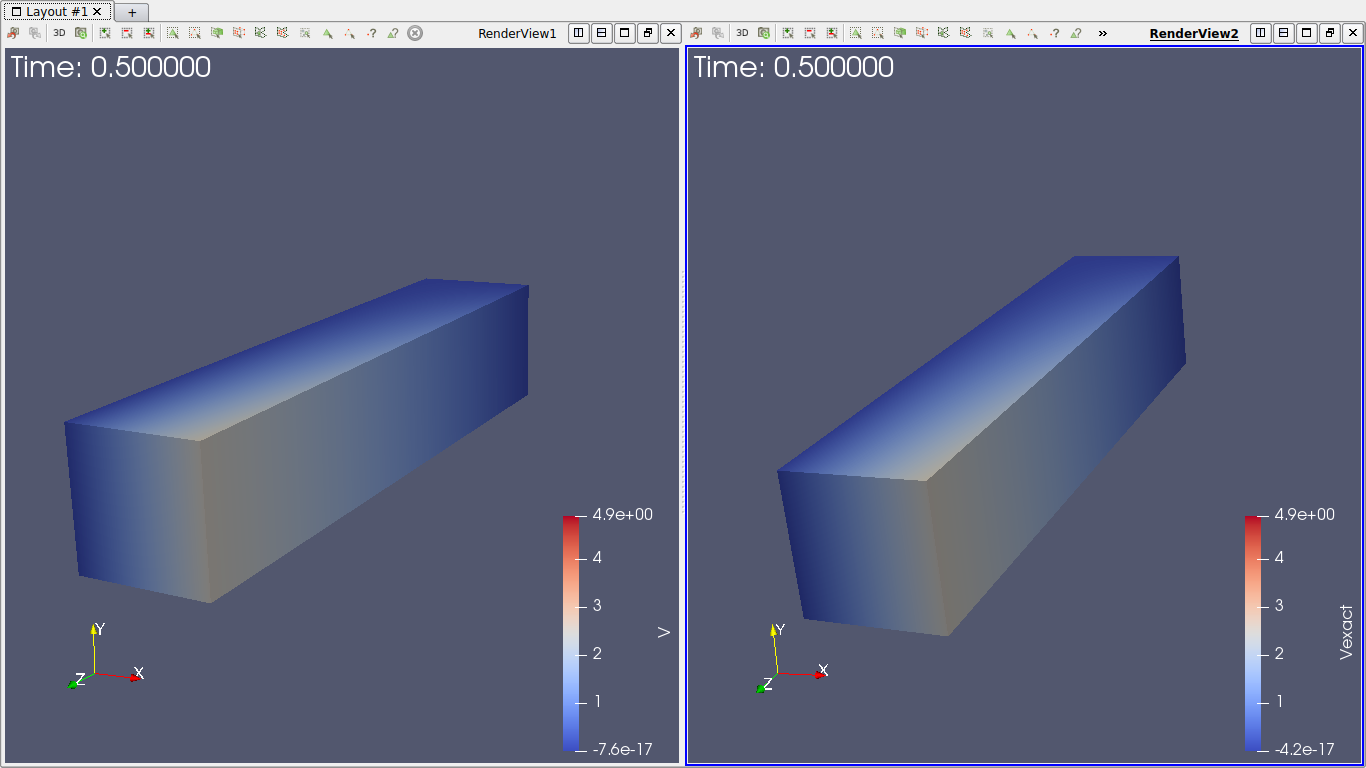 Layout #1
+
3D
RenderView1
3D
RenderView2
Time: 0.500000
Time: 0.500000
4.9e+00
4
3
2
1
-7.6e-17
V
Y
X
Z
4.9e+00
4
3
2
1
-4.2e-17
Vexact
Y
X
Z